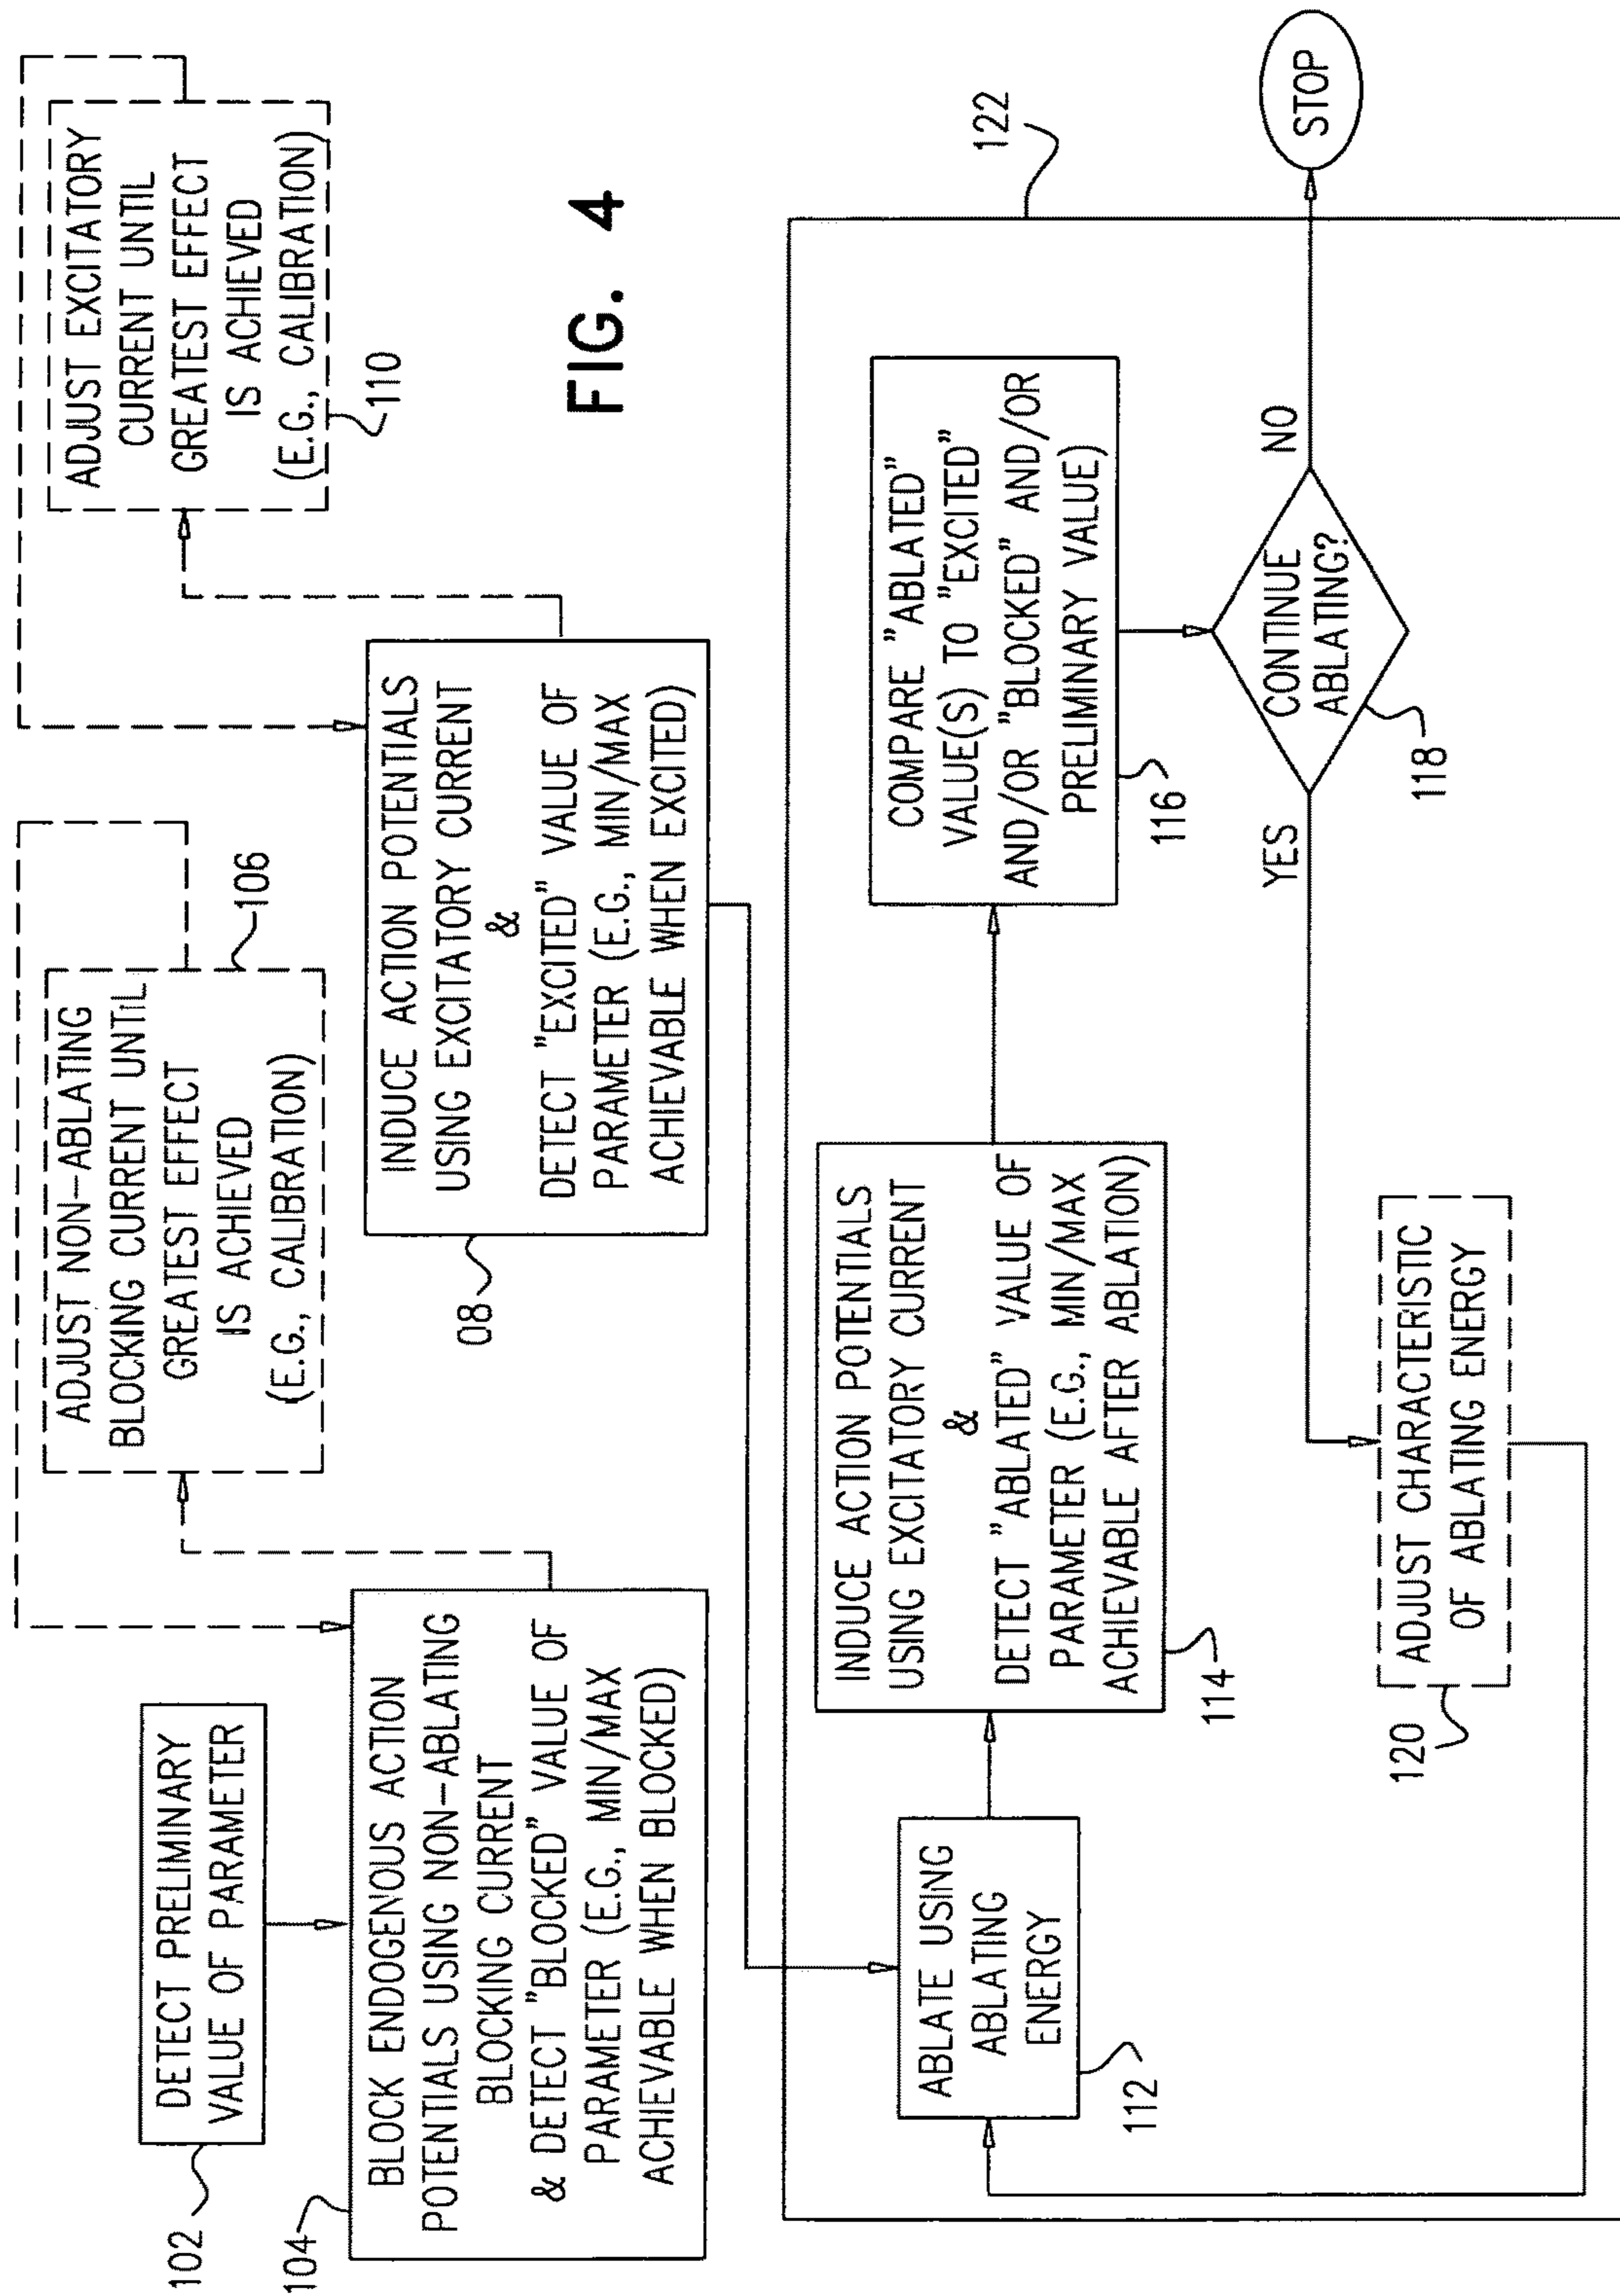 102
DETECT PRELIMINARY
VALUE OF PARAMETER
104
BLOCK ENDOGENOUS ACTION
POTENTIALS USING NON-ABLATING
BLOCKING CURRENT
& DETECT "BLOCKED" VALUE OF
PARAMETER (E.G., MIN/MAX
ACHIEVABLE WHEN BLOCKED)
ADJUST NON-ABLATING
BLOCKING CURRENT UNTIL
GREATEST EFFECT
IS ACHIEVED
(E.G., CALIBRATION)
106
08
INDUCE ACTION POTENTIALS
USING EXCITATORY CURRENT
&
DETECT "EXCITED" VALUE OF
PARAMETER (E.G., MIN/MAX
ACHIEVABLE WHEN EXCITED)
ADJUST EXCITATORY
CURRENT UNTIL
GREATEST EFFECT
IS ACHIEVED
(E.G., CALIBRATION)
110
FIG. 4
122
ABLATE USING
ABLATING
ENERGY
112
INDUCE ACTION POTENTIALS
USING EXCITATORY CURRENT
&
DETECT "ABLATED" VALUE OF
PARAMETER (E.G., MIN/MAX
ACHIEVABLE AFTER ABLATION)
114
COMPARE "ABLATED"
VALUE(S) TO "EXCITED"
AND/OR "BLOCKED" AND/OR
PRELIMINARY VALUE)
116
CONTINUE
ABLATING?
118
YES
NO
STOP
120
ADJUST CHARACTERISTIC
OF ABLATING ENERGY